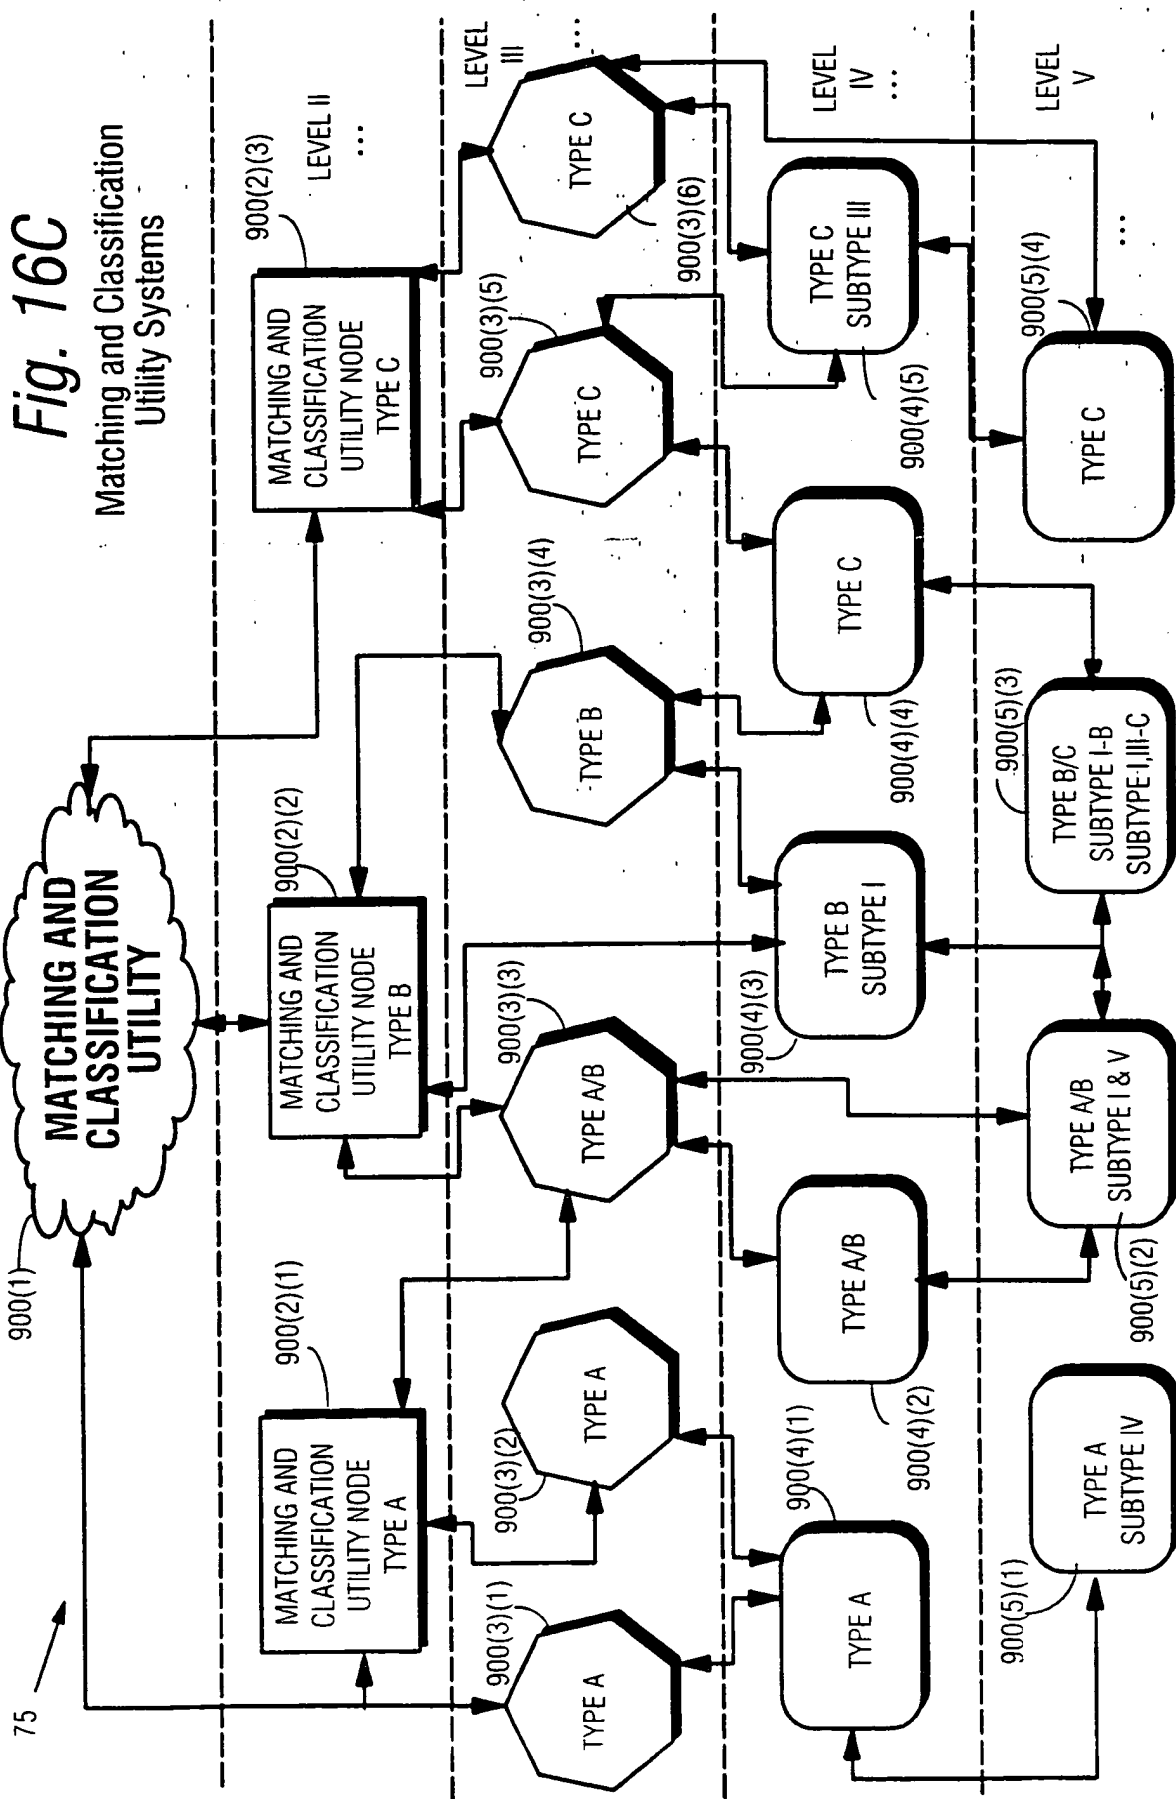 Fig. 16C
Matching and Classification
Utility Systems
75
900(1)
MATCHING AND
CLASSIFICATION
UTILITY
900(2)(1)
MATCHING AND
CLASSIFICATION
UTILITY NODE
TYPE A
900(2)(2)
MATCHING AND
CLASSIFICATION
UTILITY NODE
TYPE B
900(2)(3)
MATCHING AND
CLASSIFICATION
UTILITY NODE
TYPE C
LEVEL II
...
900(3)(1)
TYPE A
900(3)(2)
TYPE A
900(3)(3)
TYPE A/B
900(3)(4)
TYPE B
900(3)(5)
TYPE C
900(3)(6)
TYPE C
LEVEL
III
...
900(4)(1)
TYPE A
900(4)(2)
TYPE A/B
900(4)(3)
TYPE B
SUBTYPE I
900(4)(4)
TYPE C
900(4)(5)
TYPE C
SUBTYPE III
LEVEL
IV
...
900(5)(1)
TYPE A
SUBTYPE IV
900(5)(2)
TYPE A/B
SUBTYPE I & V
900(5)(3)
TYPE B/C
SUBTYPE I-B
SUBTYPE I,III-C
900(5)(4)
TYPE C
LEVEL
V
...